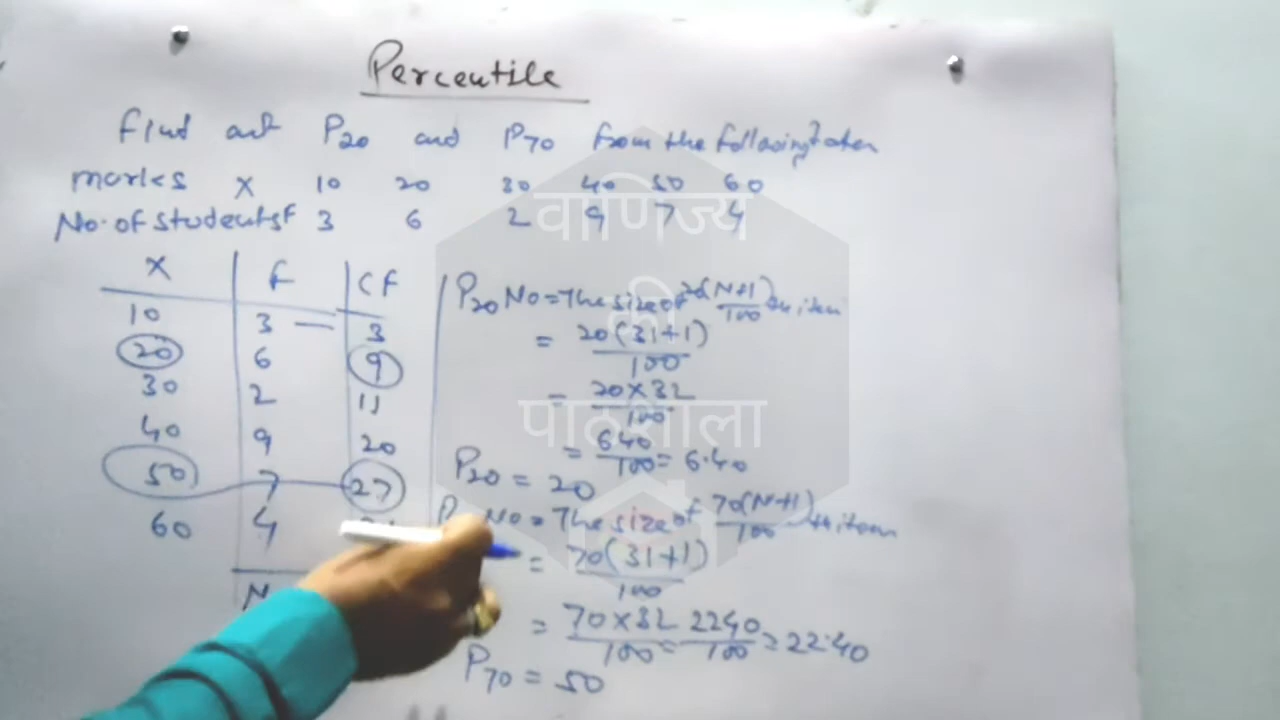 Percentile
Find out P20 and P70 from the following
marks X 10 20 30 40 50 60
No. of students F 3 6 2 9 7 4
X F CF
10 3 3
20 6 9
30 2 11
40 9 20
50 7 27
60 4
N
P20 No = The size of 20(N+1)/100 th item
= 20(31+1)/100
= 20×32/100
= 640/100 = 6.40
P20 = 20
No = The size of 70(N+1)/100 th item
= 70(31+1)/100
= 70×32/100 = 2240/100 = 22.40
P70 = 50
वाणिज्य
की
पाठशाला